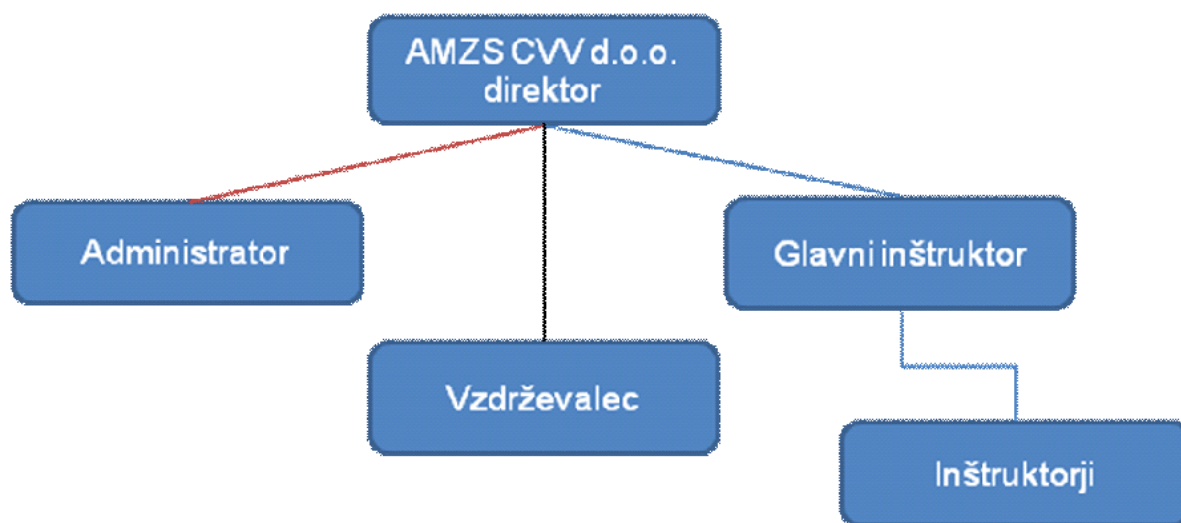 AMZS CVV d.o.o.
direktor
Administrator
Glavni inštruktor
Vzdrževalec
Inštruktorji